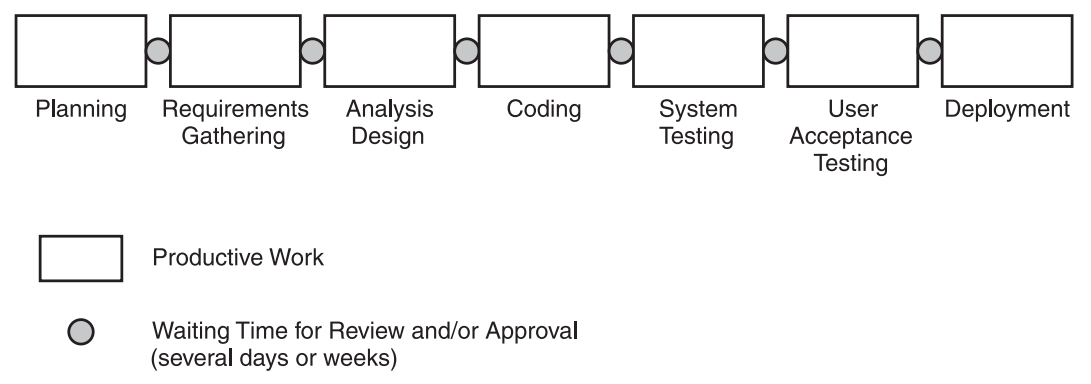 Planning
Requirements
Gathering
Analysis
Design
Coding
System
Testing
User
Acceptance
Testing
Deployment
Productive Work
Waiting Time for Review and/or Approval
(several days or weeks)